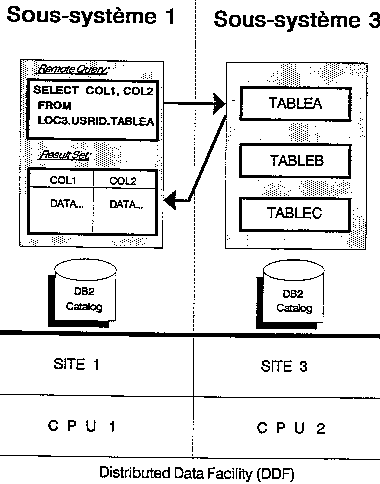 Sous-système 1
Sous-système 3
Remote Query:
SELECT COL1, COL2
FROM
LOC3.USRID.TABLEA
Result Set:
COL1 COL2
DATA... DATA...
TABLEA
TABLEB
TABLEC
DB2
Catalog
DB2
Catalog
SITE 1
SITE 3
CPU 1
CPU 2
Distributed Data Facility (DDF)